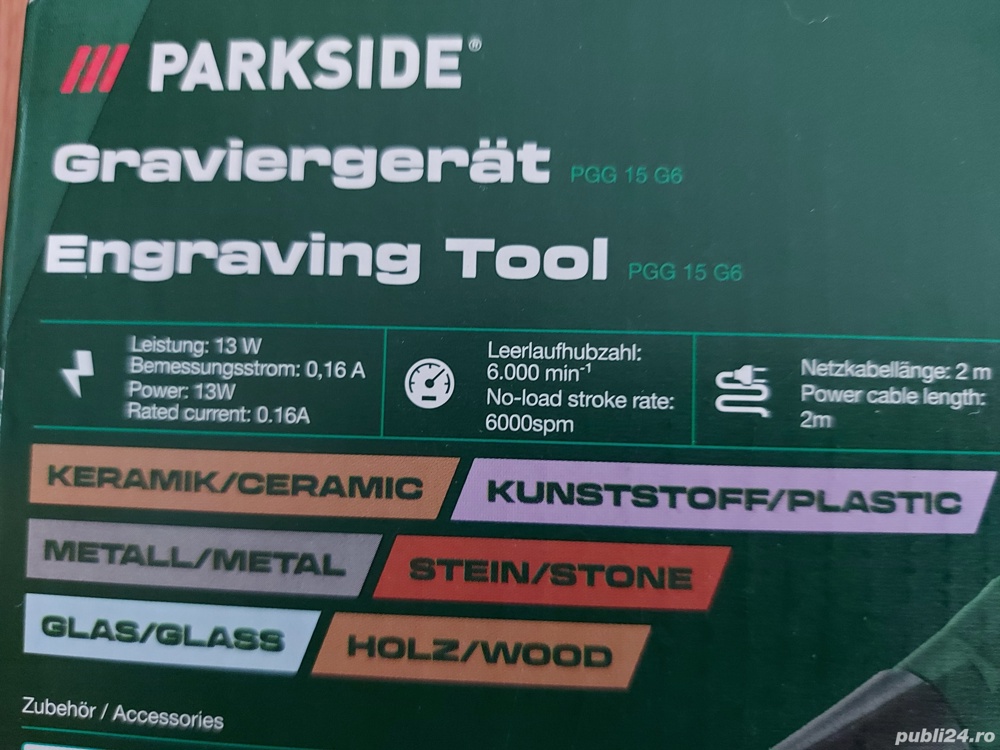 PARKSIDE®
Graviergerät PGG 15 G6
Engraving Tool PGG 15 G6
Leistung: 13 W
Bemessungsstrom: 0,16 A
Power: 13W
Rated current: 0.16A
Leerlaufhubzahl:
6.000 min⁻¹
No-load stroke rate:
6000spm
Netzkabellänge: 2 m
Power cable length:
2m
KERAMIK/CERAMIC
KUNSTSTOFF/PLASTIC
METALL/METAL
STEIN/STONE
GLAS/GLASS
HOLZ/WOOD
Zubehör / Accessories
publi24.ro